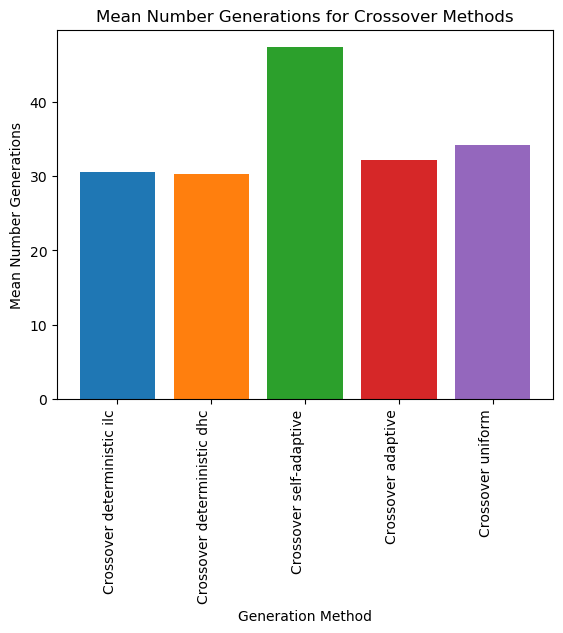 Mean Number Generations for Crossover Methods
Mean Number Generations
40
30
20
10
0
Crossover deterministic ilc
Crossover deterministic dhc
Crossover self-adaptive
Crossover adaptive
Crossover uniform
Generation Method